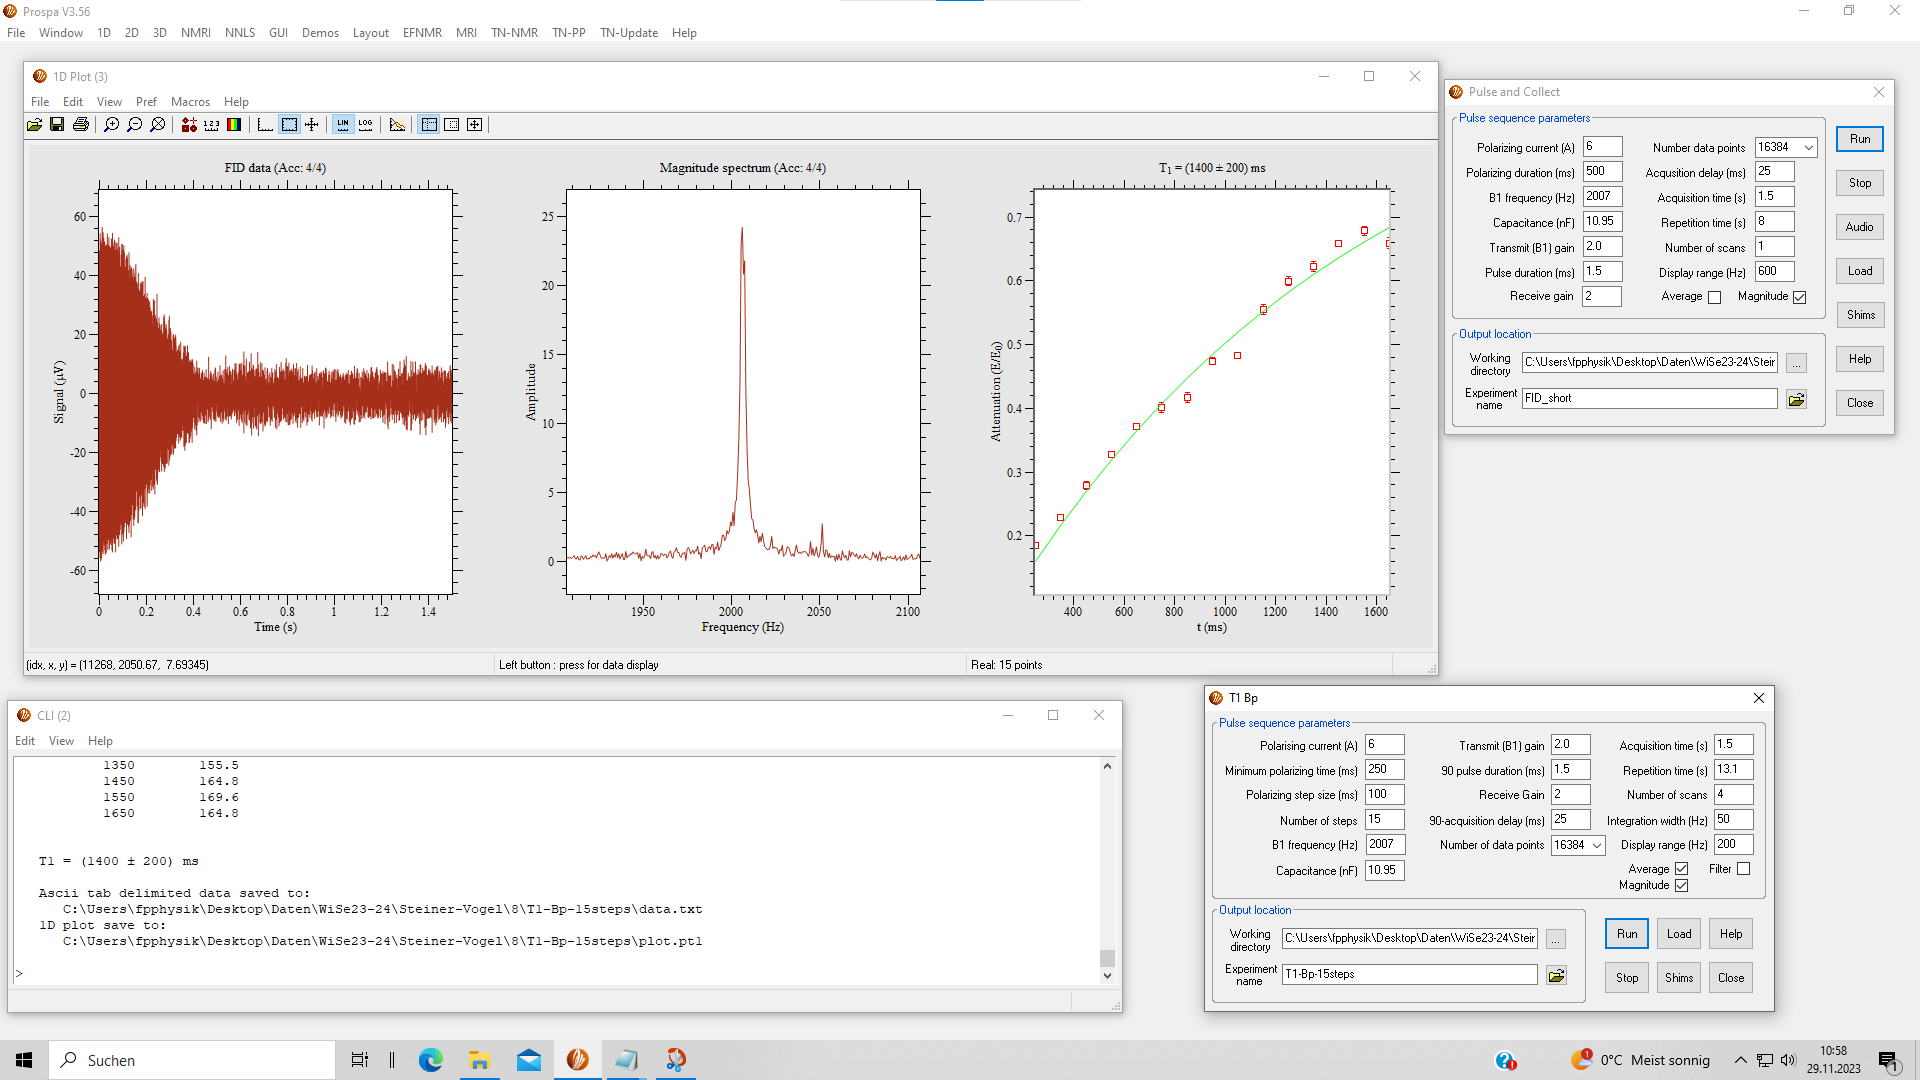 Prospa V3.56
File Window 1D 2D 3D NMRI NNLS GUI Demos Layout EFNMR MRI TN-NMR TN-PP TN-Update Help
1D Plot (3)
File Edit View Pref Macros Help
1 2 3
LIN
LOG
FID data (Acc: 4/4)
60
40
20
0
-20
-40
-60
Signal (µV)
0 0.2 0.4 0.6 0.8 1 1.2 1.4
Time (s)
Magnitude spectrum (Acc: 4/4)
25
20
15
10
5
0
Amplitude
1950 2000 2050 2100
Frequency (Hz)
T1 = (1400 ± 200) ms
0.7
0.6
0.5
0.4
0.3
0.2
Attenuation (E/E0)
400 600 800 1000 1200 1400 1600
t (ms)
(idx, x, y) = (11268, 2050.67, 7.69345)
Left button : press for data display
Real: 15 points
Pulse and Collect
Pulse sequence parameters
Polarizing current (A) 6 Number data points 16384
Polarizing duration (ms) 500 Acqusition delay (ms) 25
B1 frequency (Hz) 2007 Acquisition time (s) 1.5
Capacitance (nF) 10.95 Repetition time (s) 8
Transmit (B1) gain 2.0 Number of scans 1
Pulse duration (ms) 1.5 Display range (Hz) 600
Receive gain 2 Average Magnitude
Output location
Working directory C:\Users\fpphysik\Desktop\Daten\WiSe23-24\Steir ...
Experiment name FID_short
Run
Stop
Audio
Load
Shims
Help
Close
CLI (2)
Edit View Help
1350 155.5
1450 164.8
1550 169.6
1650 164.8
T1 = (1400 ± 200) ms
Ascii tab delimited data saved to:
C:\Users\fpphysik\Desktop\Daten\WiSe23-24\Steiner-Vogel\8\T1-Bp-15steps\data.txt
1D plot save to:
C:\Users\fpphysik\Desktop\Daten\WiSe23-24\Steiner-Vogel\8\T1-Bp-15steps\plot.pt1
>
T1 Bp
Pulse sequence parameters
Polarising current (A) 6 Transmit (B1) gain 2.0 Acquisition time (s) 1.5
Minimum polarizing time (ms) 250 90 pulse duration (ms) 1.5 Repetition time (s) 13.1
Polarizing step size (ms) 100 Receive Gain 2 Number of scans 4
Number of steps 15 90-acquisition delay (ms) 25 Integration width (Hz) 50
B1 frequency (Hz) 2007 Number of data points 16384 Display range (Hz) 200
Capacitance (nF) 10.95 Average Filter
Magnitude
Output location
Working directory C:\Users\fpphysik\Desktop\Daten\WiSe23-24\Steir ...
Experiment name T1-Bp-15steps
Run Load Help
Stop Shims Close
Suchen
1
0°C Meist sonnig
10:58
29.11.2023
1